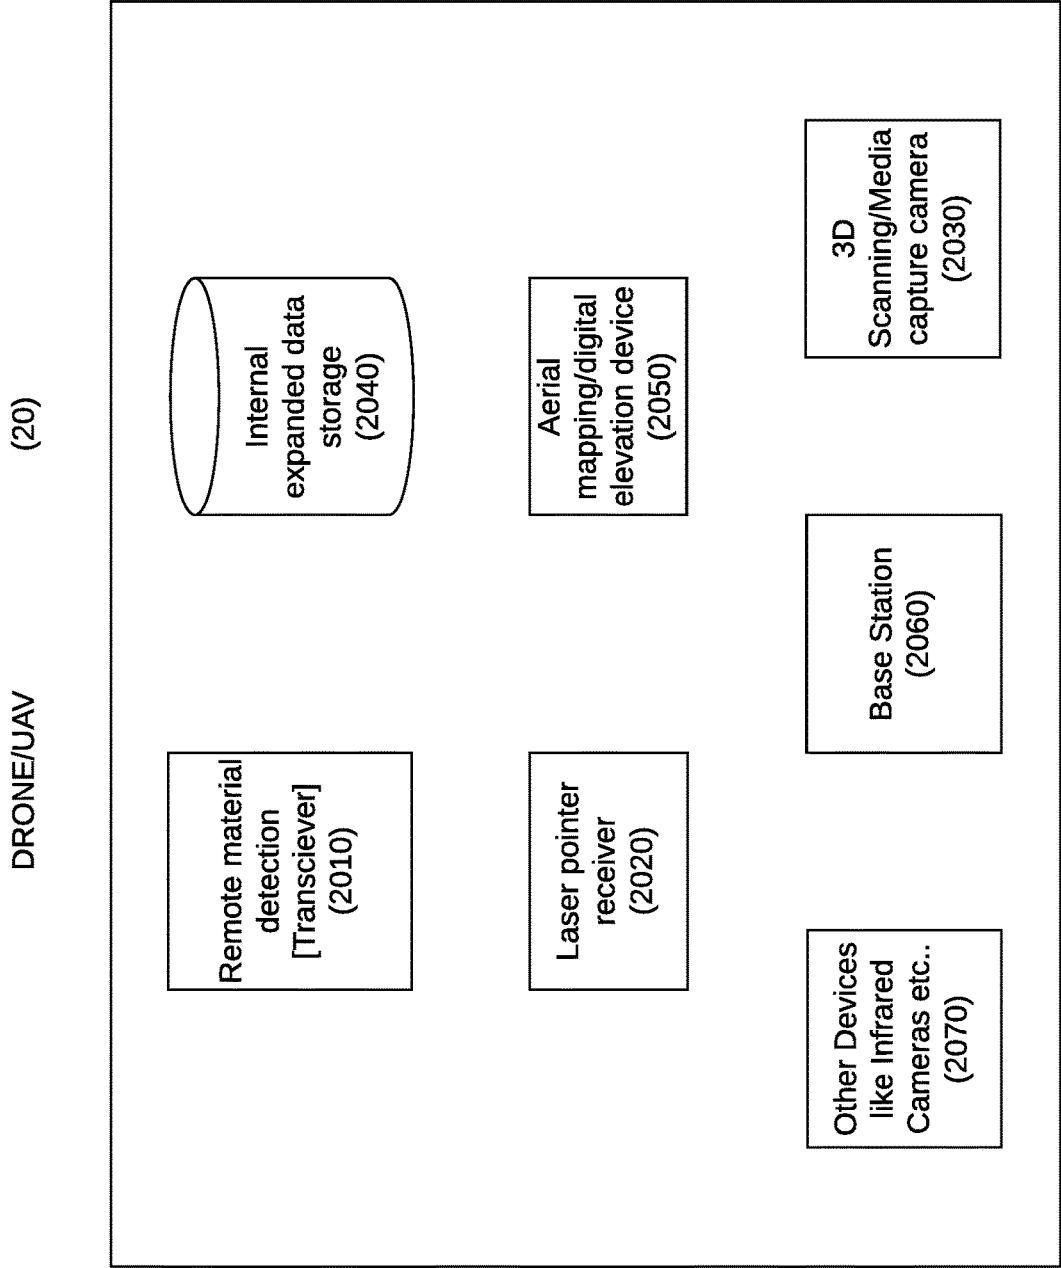 DRONE/UAV (20)
Remote material
detection
[Transciever]
(2010)
Internal
expanded data
storage
(2040)
Laser pointer
receiver
(2020)
Aerial
mapping/digital
elevation device
(2050)
Other Devices
like Infrared
Cameras etc..
(2070)
Base Station
(2060)
3D
Scanning/Media
capture camera
(2030)